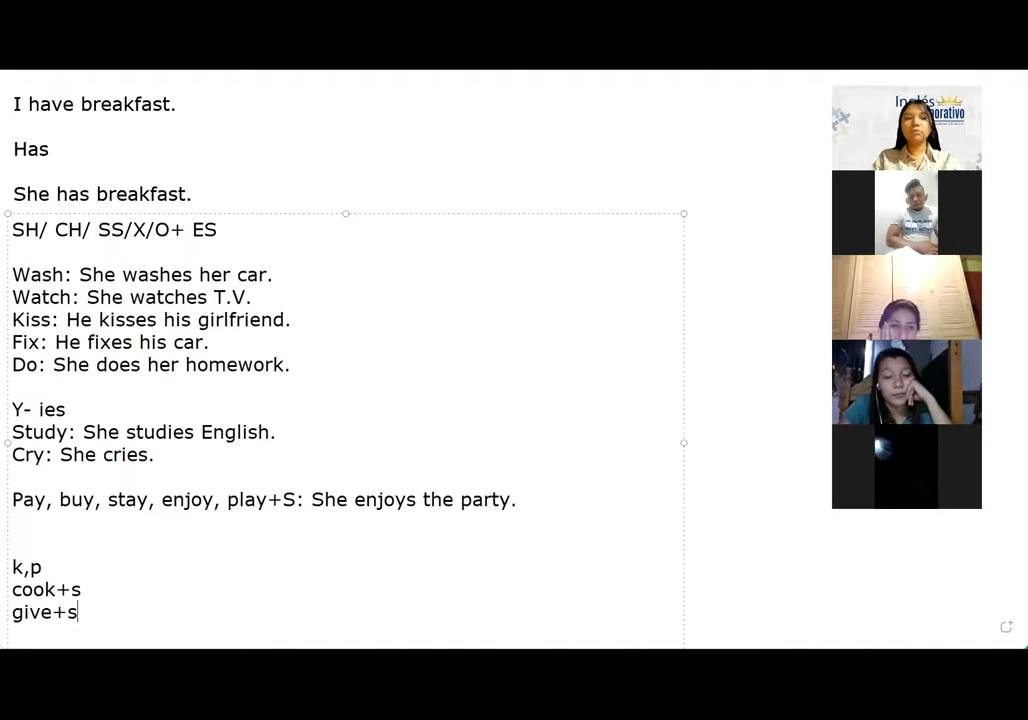 I have breakfast.
Has
She has breakfast.
SH/ CH/ SS/X/O+ ES
Wash: She washes her car.
Watch: She watches T.V.
Kiss: He kisses his girlfriend.
Fix: He fixes his car.
Do: She does her homework.
Y- ies
Study: She studies English.
Cry: She cries.
Pay, buy, stay, enjoy, play+S: She enjoys the party.
k,p
cook+s
give+s
Inglés